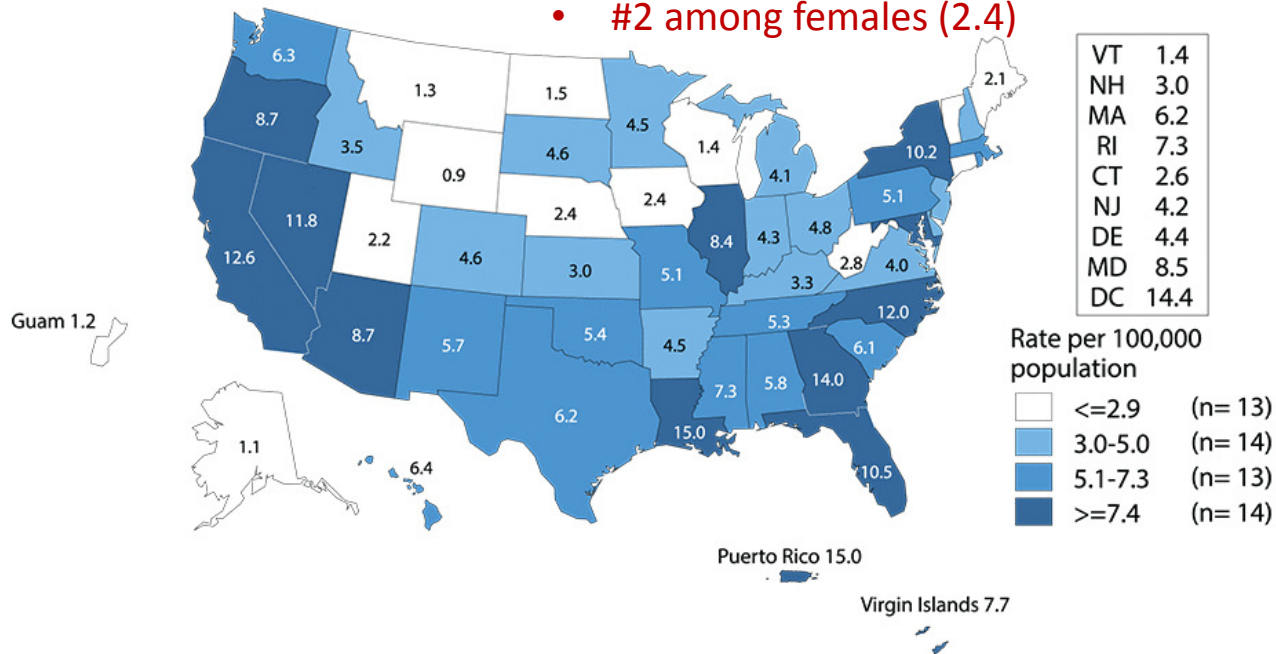 • #2 among females (2.4)
6.3
8.7
12.6
11.8
3.5
1.3
0.9
2.2
8.7
1.5
4.6
2.4
4.6
3.0
5.7
5.4
6.2
4.5
2.4
5.1
4.5
15.0
1.4
8.4
4.1
4.3
4.8
3.3
5.3
7.3
5.8
14.0
10.5
6.1
12.0
4.0
2.8
5.1
10.2
2.1
VT 1.4
NH 3.0
MA 6.2
RI 7.3
CT 2.6
NJ 4.2
DE 4.4
MD 8.5
DC 14.4
Guam 1.2
1.1
6.4
Puerto Rico 15.0
Virgin Islands 7.7
Rate per 100,000
population
<=2.9 (n= 13)
3.0-5.0 (n= 14)
5.1-7.3 (n= 13)
>=7.4 (n= 14)